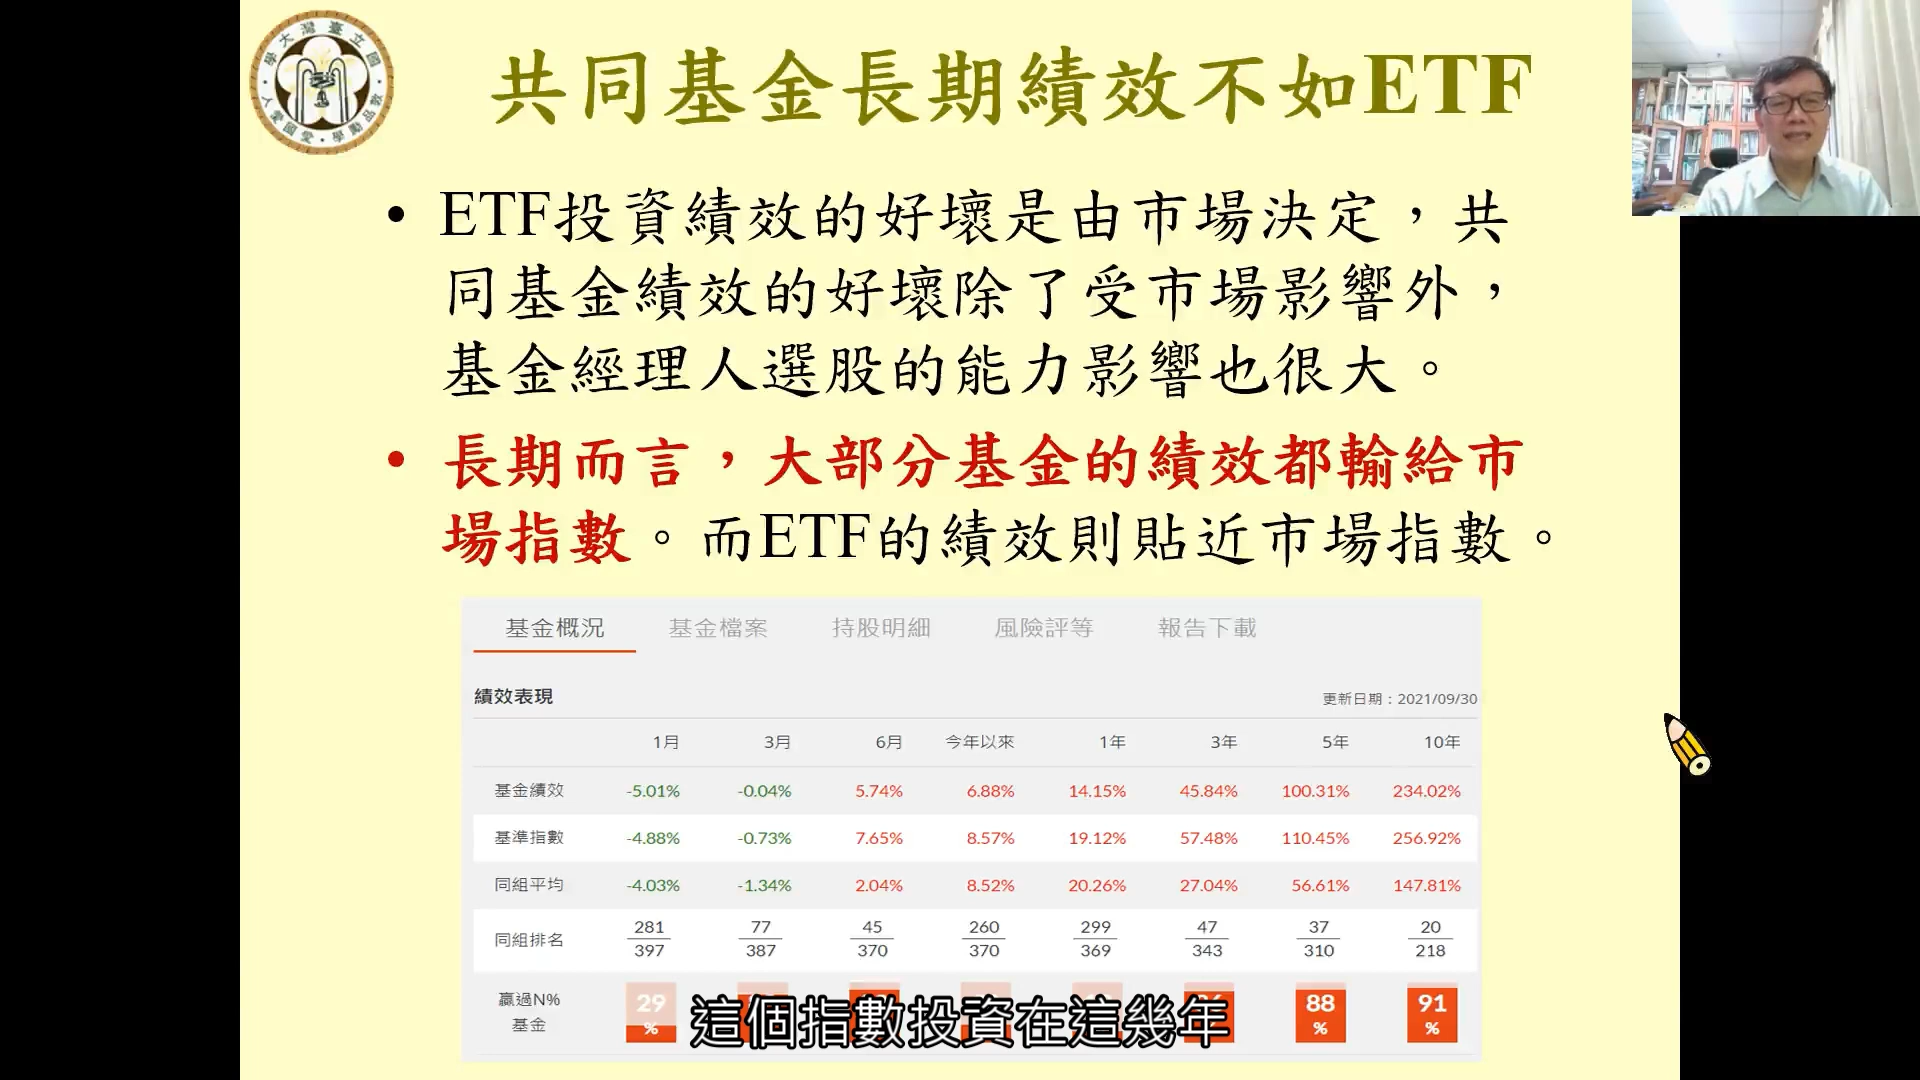 共同基金長期績效不如ETF
• ETF投資績效的好壞是由市場決定，共
同基金績效的好壞除了受市場影響外，
基金經理人選股的能力影響也很大。
• 長期而言，大部分基金的績效都輸給市
場指數。而ETF的績效則貼近市場指數。
基金概況 基金檔案 持股明細 風險評等 報告下載
績效表現 更新日期：2021/09/30
1月 3月 6月 今年以來 1年 3年 5年 10年
基金績效 -5.01% -0.04% 5.74% 6.88% 14.15% 45.84% 100.31% 234.02%
基準指數 -4.88% -0.73% 7.65% 8.57% 19.12% 57.48% 110.45% 256.92%
同組平均 -4.03% -1.34% 2.04% 8.52% 20.26% 27.04% 56.61% 147.81%
281 77 45 260 299 47 37 20
同組排名
397 387 370 370 369 343 310 218
贏過N% 29 88 91
基金 % % %
這個指數投資在這幾年